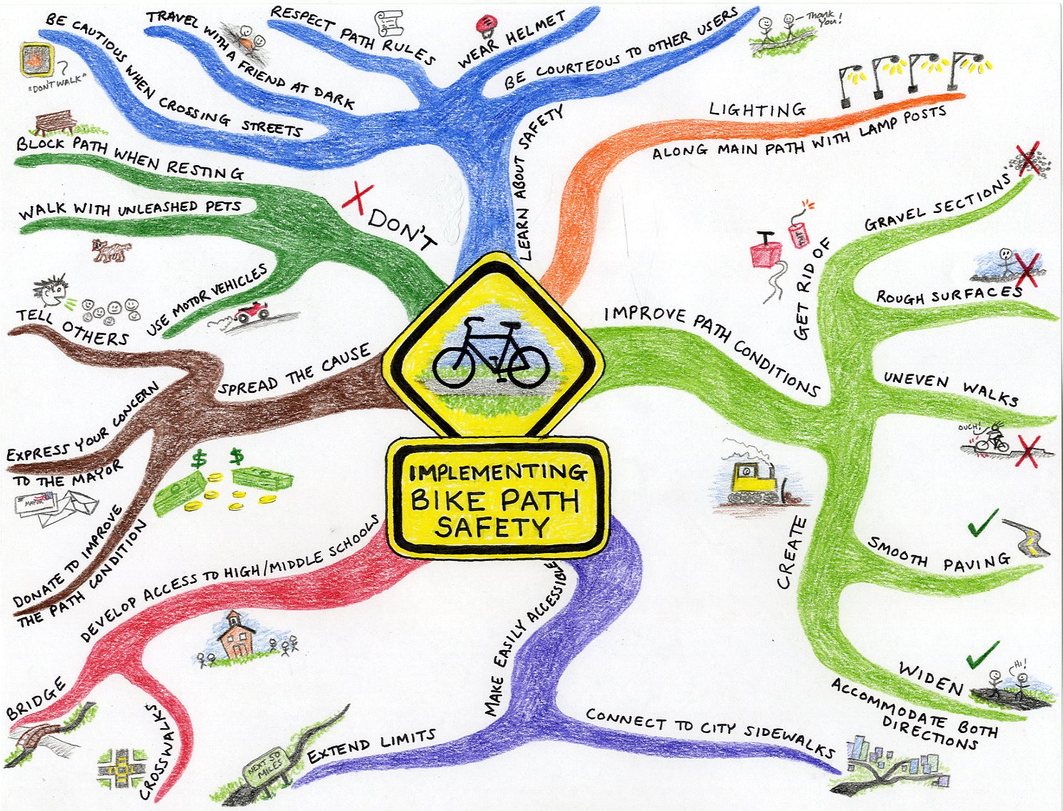 IMPLEMENTING
BIKE PATH
SAFETY
LEARN ABOUT SAFETY
BE CAUTIOUS WHEN CROSSING STREETS
"DON'T WALK"
?
TRAVEL WITH A FRIEND AT DARK
RESPECT PATH RULES
WEAR HELMET
BE COURTEOUS TO OTHER USERS
Thank
You!
LIGHTING
ALONG MAIN PATH WITH LAMP POSTS
IMPROVE PATH CONDITIONS
GET RID OF
TNT
GRAVEL SECTIONS
ROUGH SURFACES
UNEVEN WALKS
OUCH!
CREATE
SMOOTH PAVING
WIDEN
Hi!
ACCOMMODATE BOTH
DIRECTIONS
MAKE EASILY ACCESSIBLE
CONNECT TO CITY SIDEWALKS
EXTEND LIMITS
NEXT 50
MILES
DEVELOP ACCESS TO HIGH/MIDDLE SCHOOLS
BRIDGE
CROSSWALKS
SPREAD THE CAUSE
TELL OTHERS
EXPRESS YOUR CONCERN
TO THE MAYOR
MAYOR
DONATE TO IMPROVE
THE PATH CONDITION
$ $
X DON'T
BLOCK PATH WHEN RESTING
WALK WITH UNLEASHED PETS
USE MOTOR VEHICLES